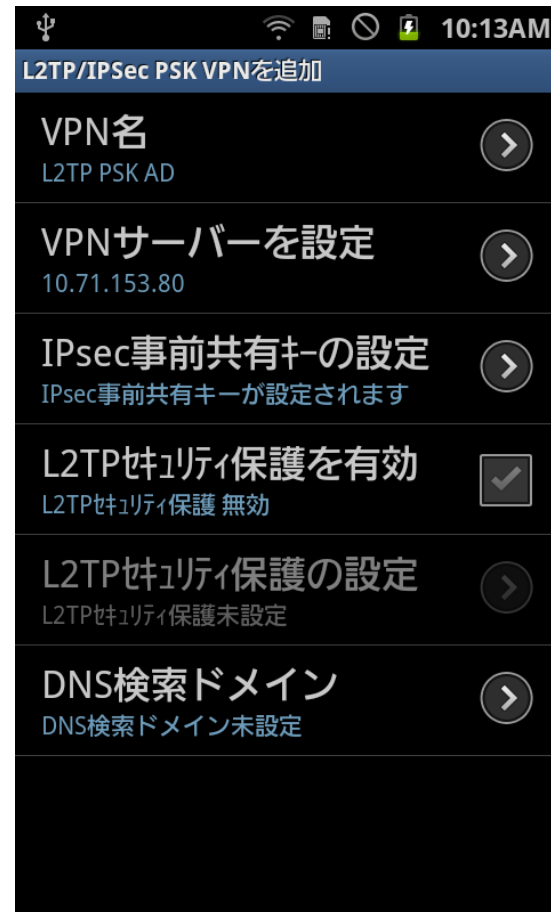 10:13AM
L2TP/IPSec PSK VPNを追加
VPN名
L2TP PSK AD
VPNサーバーを設定
10.71.153.80
IPsec事前共有ｷｰの設定
IPsec事前共有キーが設定されます
L2TPｾｷｭﾘﾃｨ保護を有効
L2TPｾｷｭﾘﾃｨ保護 無効
L2TPｾｷｭﾘﾃｨ保護の設定
L2TPｾｷｭﾘﾃｨ保護未設定
DNS検索ドメイン
DNS検索ドメイン未設定